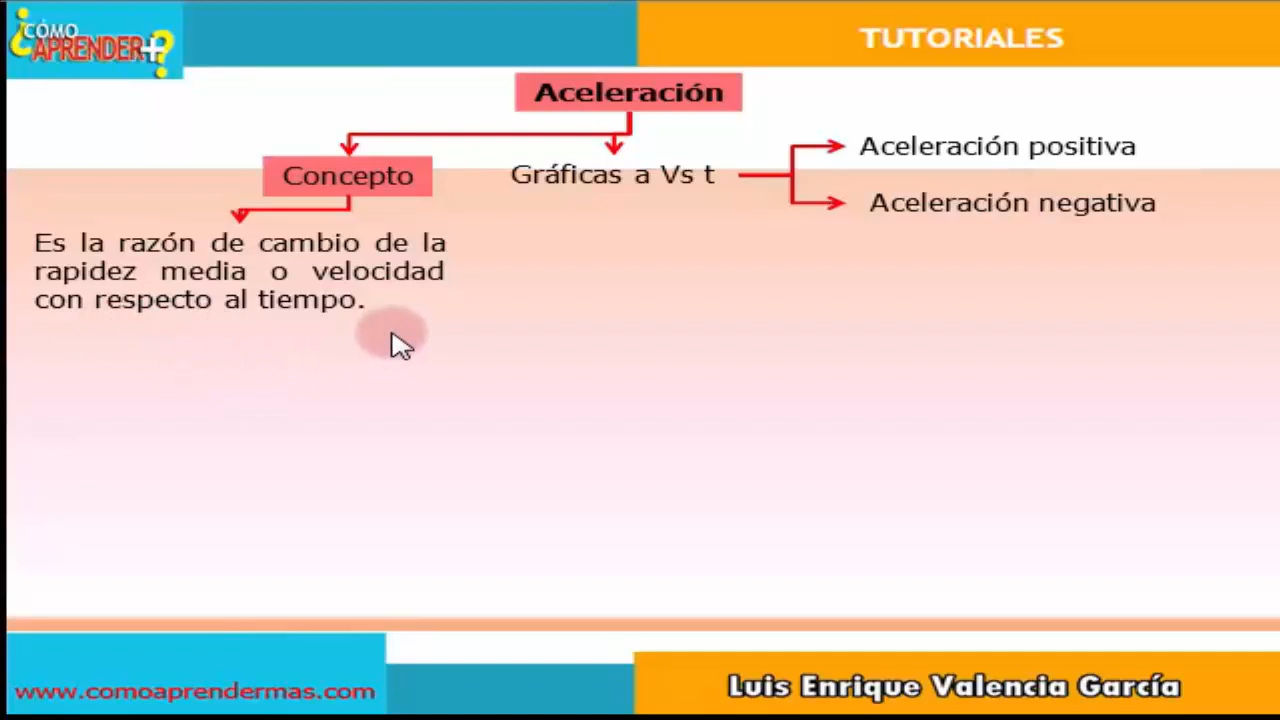 ¿CÓMO
APRENDER+?
TUTORIALES
Aceleración
Concepto
Gráficas a Vs t
Aceleración positiva
Aceleración negativa
Es la razón de cambio de la
rapidez media o velocidad
con respecto al tiempo.
www.comoaprendermas.com
Luis Enrique Valencia García